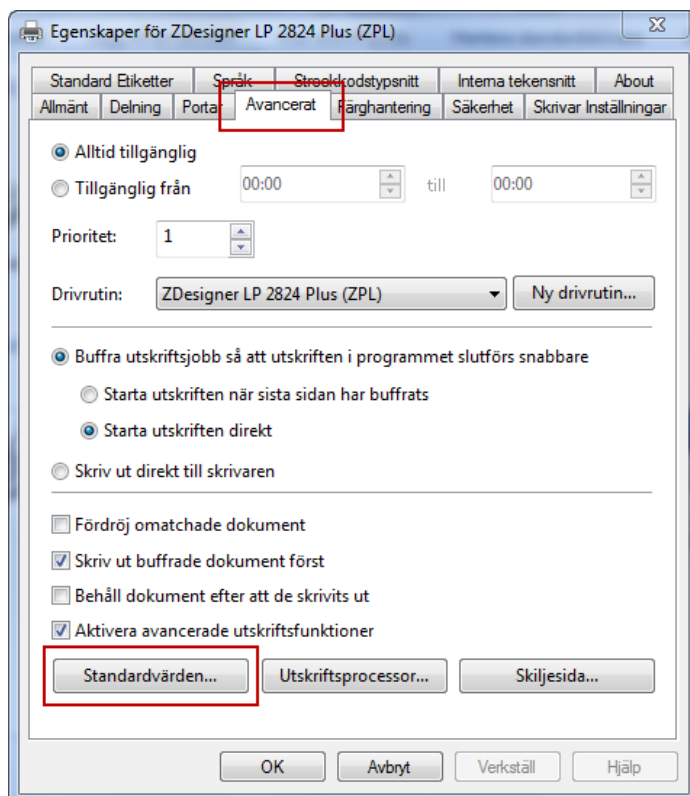 Egenskaper för ZDesigner LP 2824 Plus (ZPL)
Standard Etiketter Språk Streckkodstypsnitt Interna tekensnitt About
Allmänt Delning Portar Avancerat Färghantering Säkerhet Skrivar Inställningar
Alltid tillgänglig
Tillgänglig från 00:00 till 00:00
Prioritet: 1
Drivrutin: ZDesigner LP 2824 Plus (ZPL) Ny drivrutin...
Buffra utskriftsjobb så att utskriften i programmet slutförs snabbare
Starta utskriften när sista sidan har buffrats
Starta utskriften direkt
Skriv ut direkt till skrivaren
Fördröj omatchade dokument
Skriv ut buffrade dokument först
Behåll dokument efter att de skrivits ut
Aktivera avancerade utskriftsfunktioner
Standardvärden... Utskriftsprocessor... Skiljesida...
OK Avbryt Verkställ Hjälp